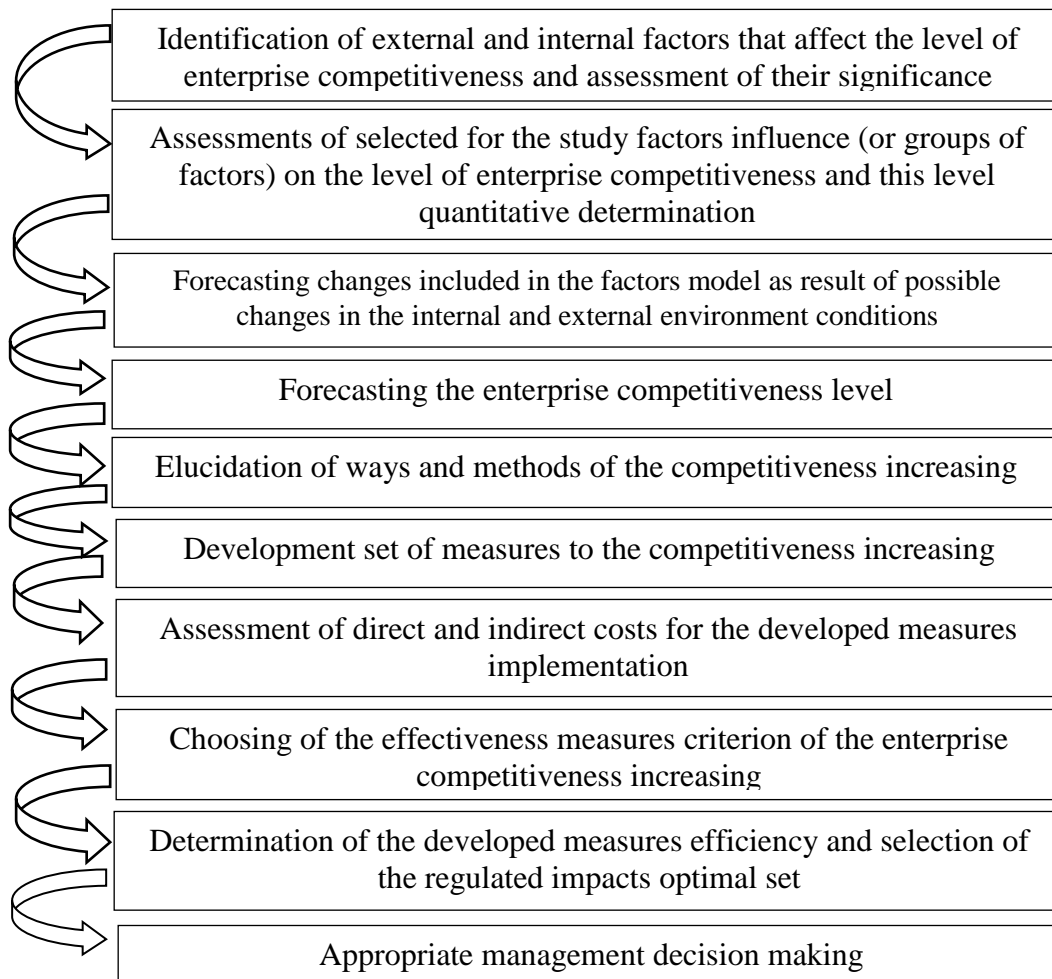 Identification of external and internal factors that affect the level of
enterprise competitiveness and assessment of their significance
Assessments of selected for the study factors influence (or groups of
factors) on the level of enterprise competitiveness and this level
quantitative determination
Forecasting changes included in the factors model as result of possible
changes in the internal and external environment conditions
Forecasting the enterprise competitiveness level
Elucidation of ways and methods of the competitiveness increasing
Development set of measures to the competitiveness increasing
Assessment of direct and indirect costs for the developed measures
implementation
Choosing of the effectiveness measures criterion of the enterprise
competitiveness increasing
Determination of the developed measures efficiency and selection of
the regulated impacts optimal set
Appropriate management decision making